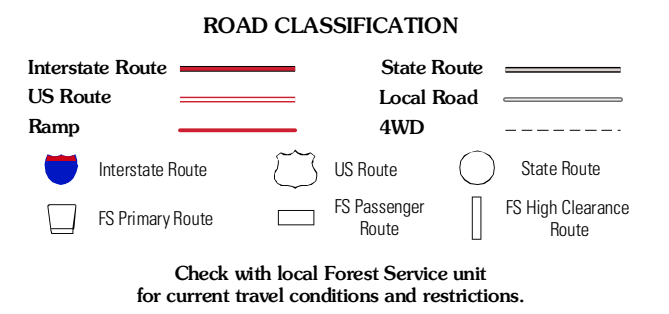 ROAD CLASSIFICATION
Interstate Route
State Route
US Route
Local Road
Ramp
4WD
Interstate Route
US Route
State Route
FS Primary Route
FS Passenger
Route
FS High Clearance
Route
Check with local Forest Service unit
for current travel conditions and restrictions.